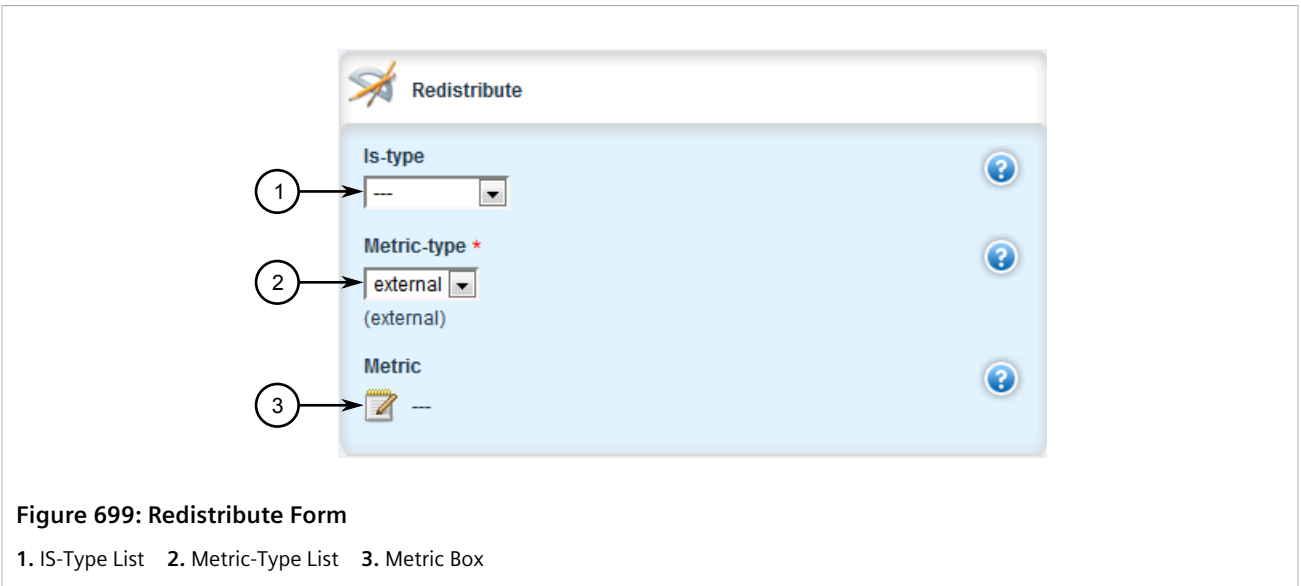 Redistribute
Is-type
1
---
Metric-type *
2
external
(external)
Metric
3
---
Figure 699: Redistribute Form
1. IS-Type List 2. Metric-Type List 3. Metric Box